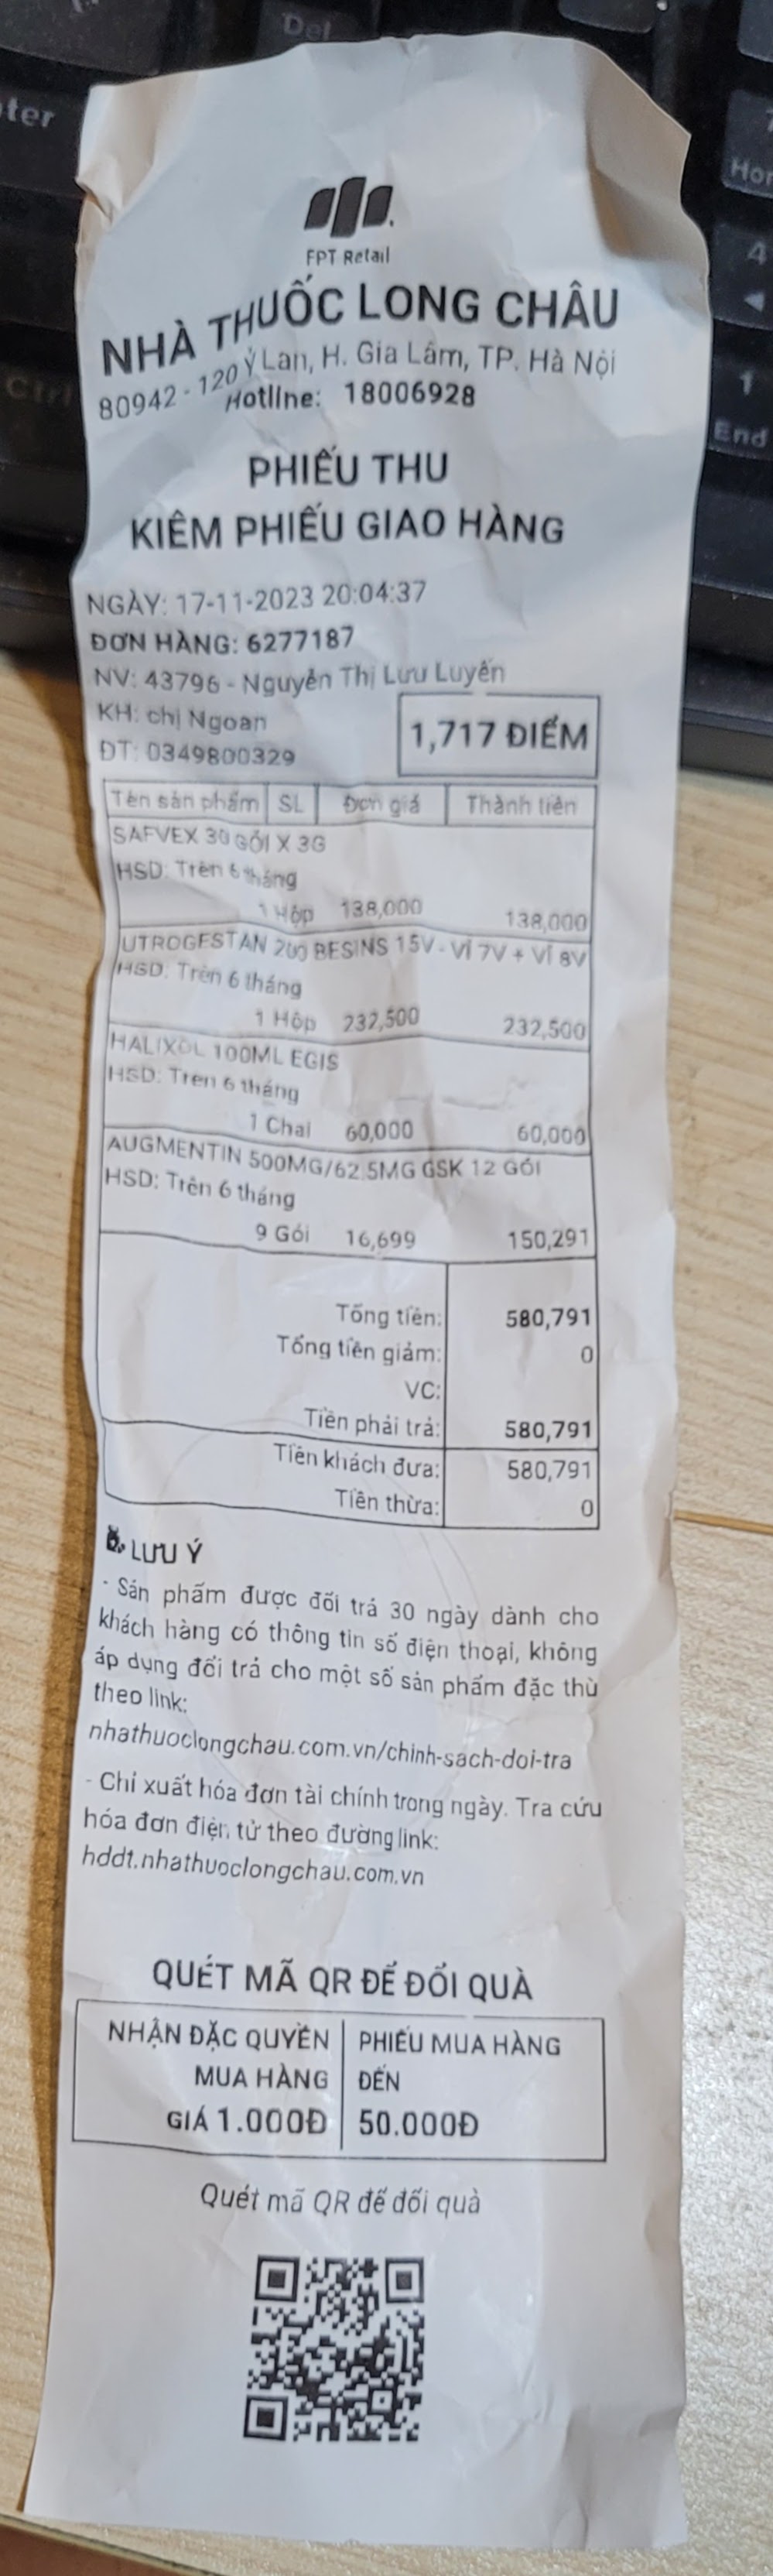 Del
ter
Hor
4
Ctrl
1
End
FPT Retail
NHÀ THUỐC LONG CHÂU
80942 - 120 Ỷ Lan, H. Gia Lâm, TP. Hà Nội
Hotline: 18006928
PHIẾU THU
KIÊM PHIẾU GIAO HÀNG
NGÀY: 17-11-2023 20:04:37
ĐƠN HÀNG: 6277187
NV: 43796 - Nguyễn Thị Lưu Luyến
KH: chị Ngoan
ĐT: 0349800329
1,717 ĐIỂM
Tên sản phẩm SL Đơn giá Thành tiền
SAFVEX 30 GÓI X 3G
HSD: Trên 6 tháng
1 Hộp 138,000 138,000
UTROGESTAN 200 BESINS 15V - VỈ 7V + VỈ 8V
HSD: Trên 6 tháng
1 Hộp 232,500 232,500
HALIXOL 100ML EGIS
HSD: Trên 6 tháng
1 Chai 60,000 60,000
AUGMENTIN 500MG/62.5MG GSK 12 GÓI
HSD: Trên 6 tháng
9 Gói 16,699 150,291
Tổng tiền: 580,791
Tổng tiền giảm: 0
VC:
Tiền phải trả: 580,791
Tiền khách đưa: 580,791
Tiền thừa: 0
LƯU Ý
- Sản phẩm được đổi trả 30 ngày dành cho
khách hàng có thông tin số điện thoại, không
áp dụng đổi trả cho một số sản phẩm đặc thù
theo link:
nhathuoclongchau.com.vn/chinh-sach-doi-tra
- Chỉ xuất hóa đơn tài chính trong ngày. Tra cứu
hóa đơn điện tử theo đường link:
hddt.nhathuoclongchau.com.vn
QUÉT MÃ QR ĐỂ ĐỔI QUÀ
NHẬN ĐẶC QUYỀN PHIẾU MUA HÀNG
MUA HÀNG ĐẾN
GIÁ 1.000Đ 50.000Đ
Quét mã QR để đổi quà